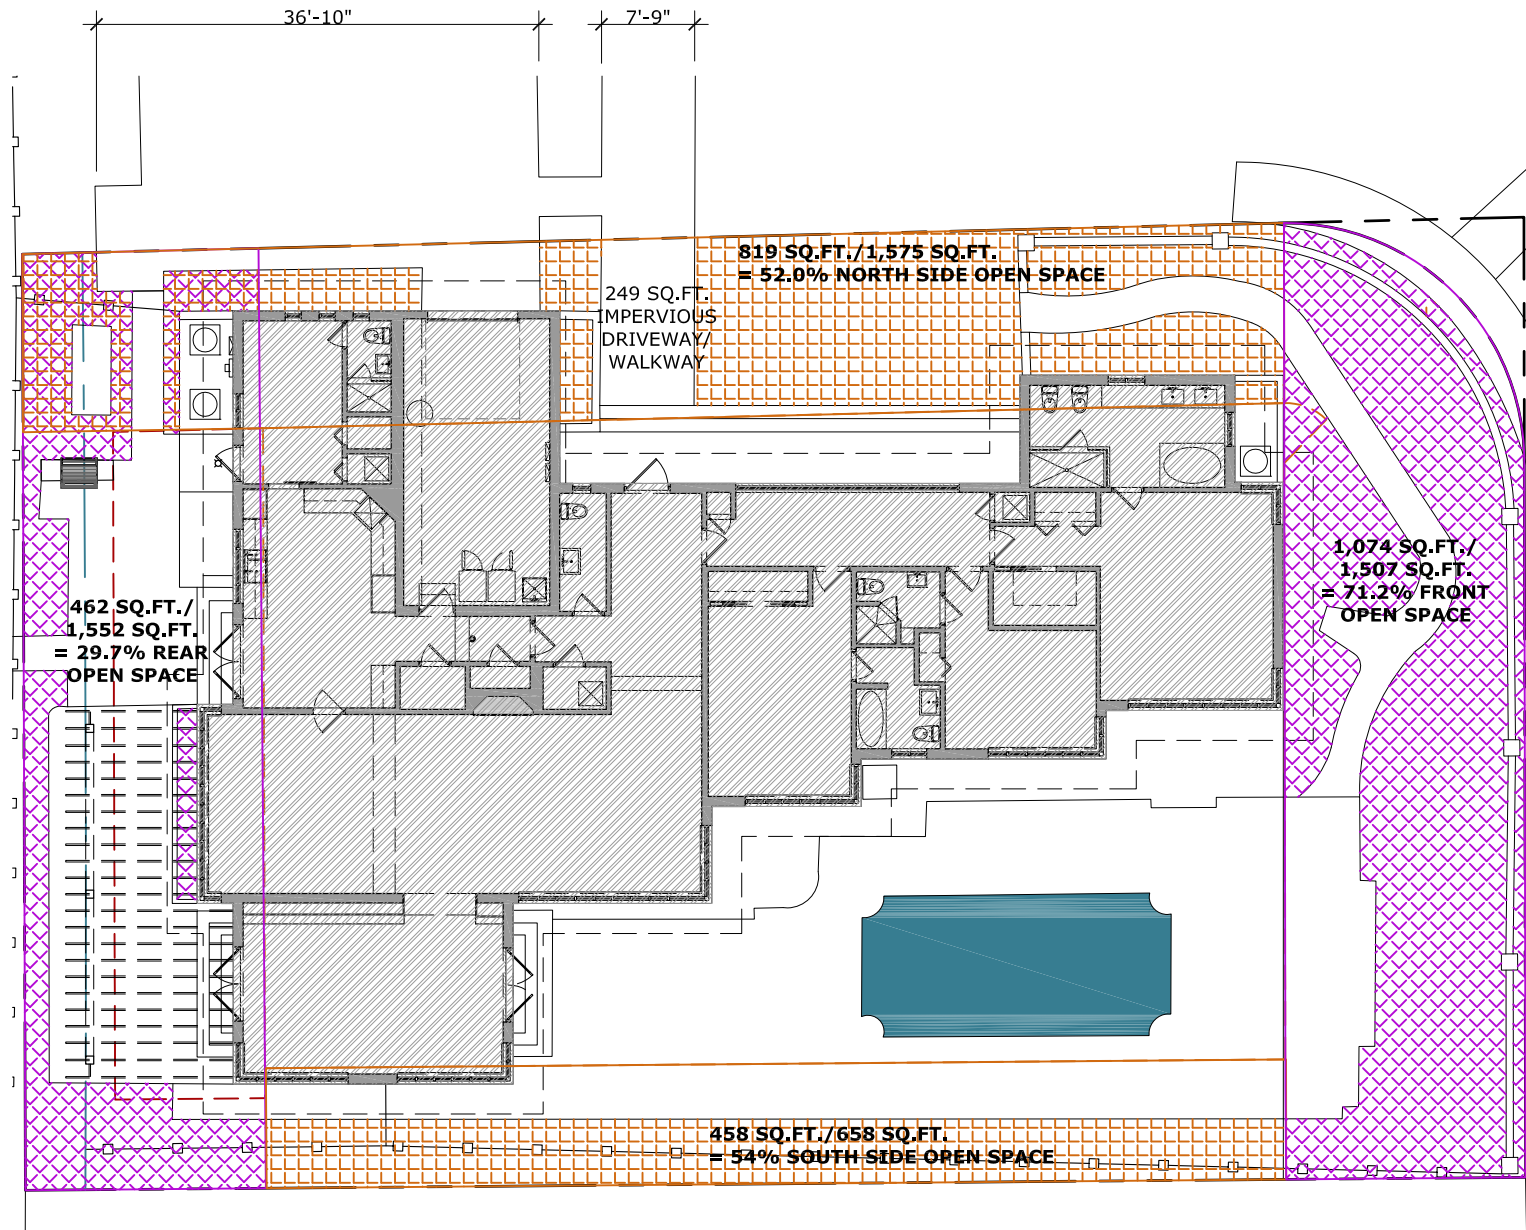 36'-10"
7'-9"
819 SQ.FT./1,575 SQ.FT.
= 52.0% NORTH SIDE OPEN SPACE
249 SQ.FT.
IMPERVIOUS
DRIVEWAY/
WALKWAY
1,074 SQ.FT./
1,507 SQ.FT.
= 71.2% FRONT
OPEN SPACE
462 SQ.FT./
1,552 SQ.FT.
= 29.7% REAR
OPEN SPACE
458 SQ.FT./658 SQ.FT.
= 54% SOUTH SIDE OPEN SPACE